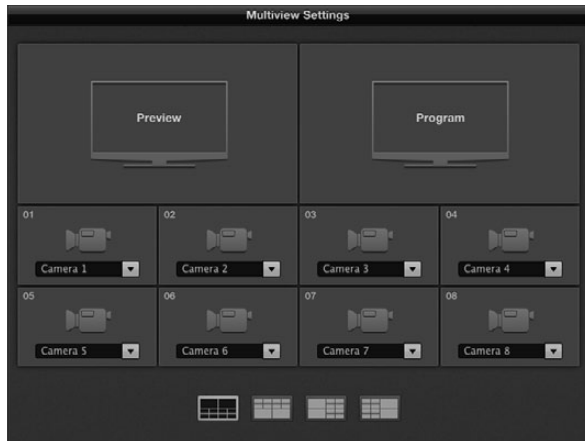 Multiview Settings
Preview
Program
01
02
03
04
Camera 1
Camera 2
Camera 3
Camera 4
05
06
07
08
Camera 5
Camera 6
Camera 7
Camera 8